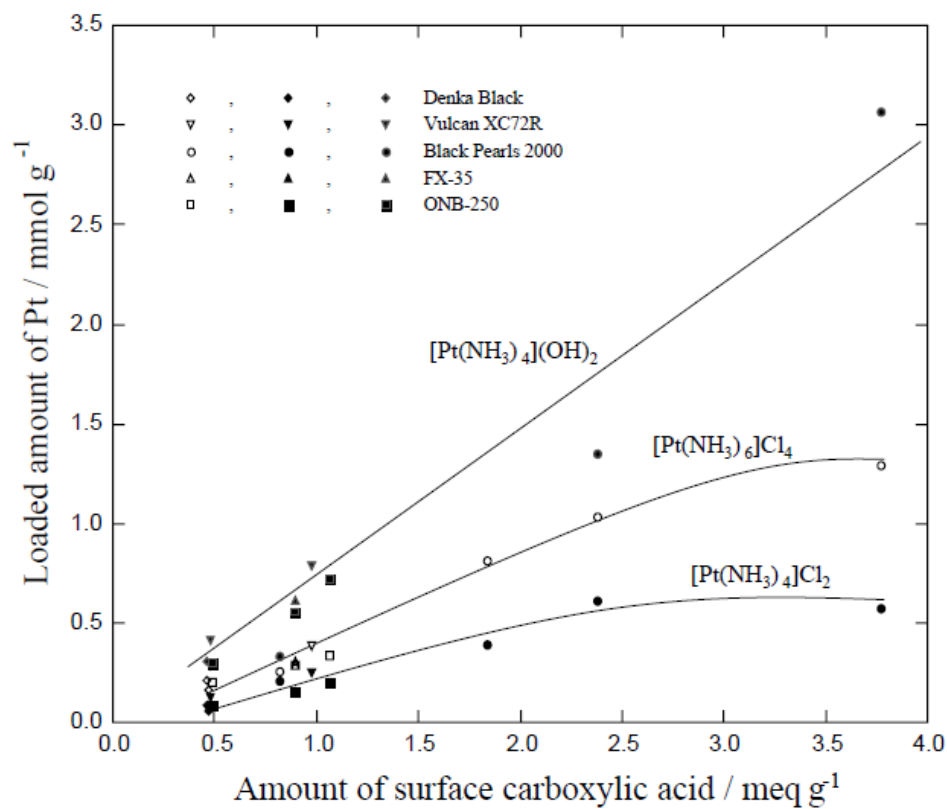 3.5
3.0
2.5
2.0
1.5
1.0
0.5
0.0
Loaded amount of Pt / mmol g⁻¹
, , Denka Black
, , Vulcan XC72R
, , Black Pearls 2000
, , FX-35
, , ONB-250
[Pt(NH₃)₄](OH)₂
[Pt(NH₃)₆]Cl₄
[Pt(NH₃)₄]Cl₂
0.0 0.5 1.0 1.5 2.0 2.5 3.0 3.5 4.0
Amount of surface carboxylic acid / meq g⁻¹